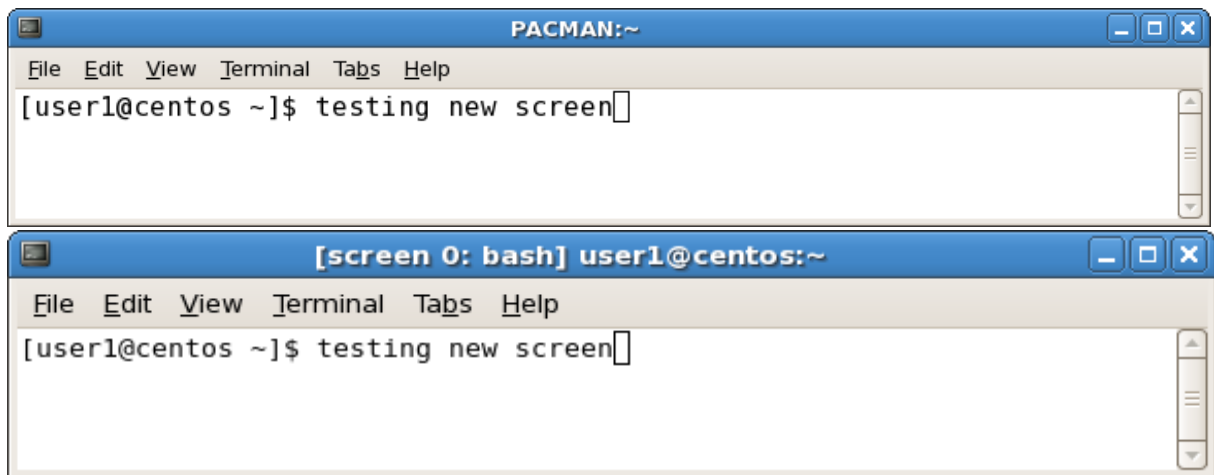 PACMAN:~
File Edit View Terminal Tabs Help
[user1@centos ~]$ testing new screen
[screen 0: bash] user1@centos:~
File Edit View Terminal Tabs Help
[user1@centos ~]$ testing new screen